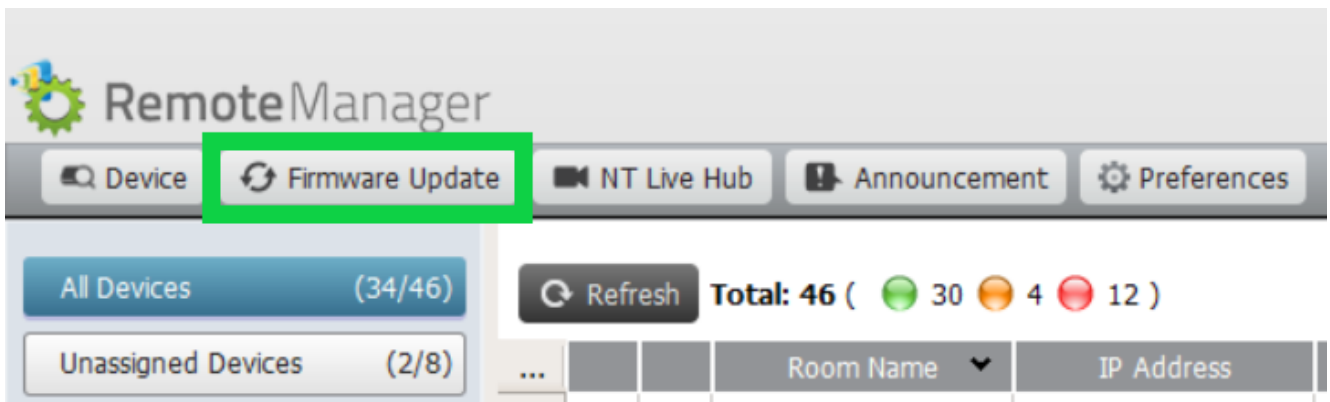 RemoteManager
Device Firmware Update NT Live Hub Announcement Preferences
All Devices (34/46)
Refresh Total: 46 ( 30 4 12 )
Unassigned Devices (2/8)
... Room Name IP Address